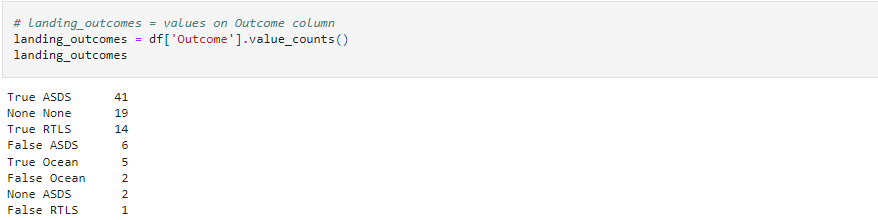 # landing_outcomes = values on Outcome column
landing_outcomes = df['Outcome'].value_counts()
landing_outcomes
True ASDS      41
None None      19
True RTLS      14
False ASDS      6
True Ocean      5
False Ocean     2
None ASDS       2
False RTLS      1